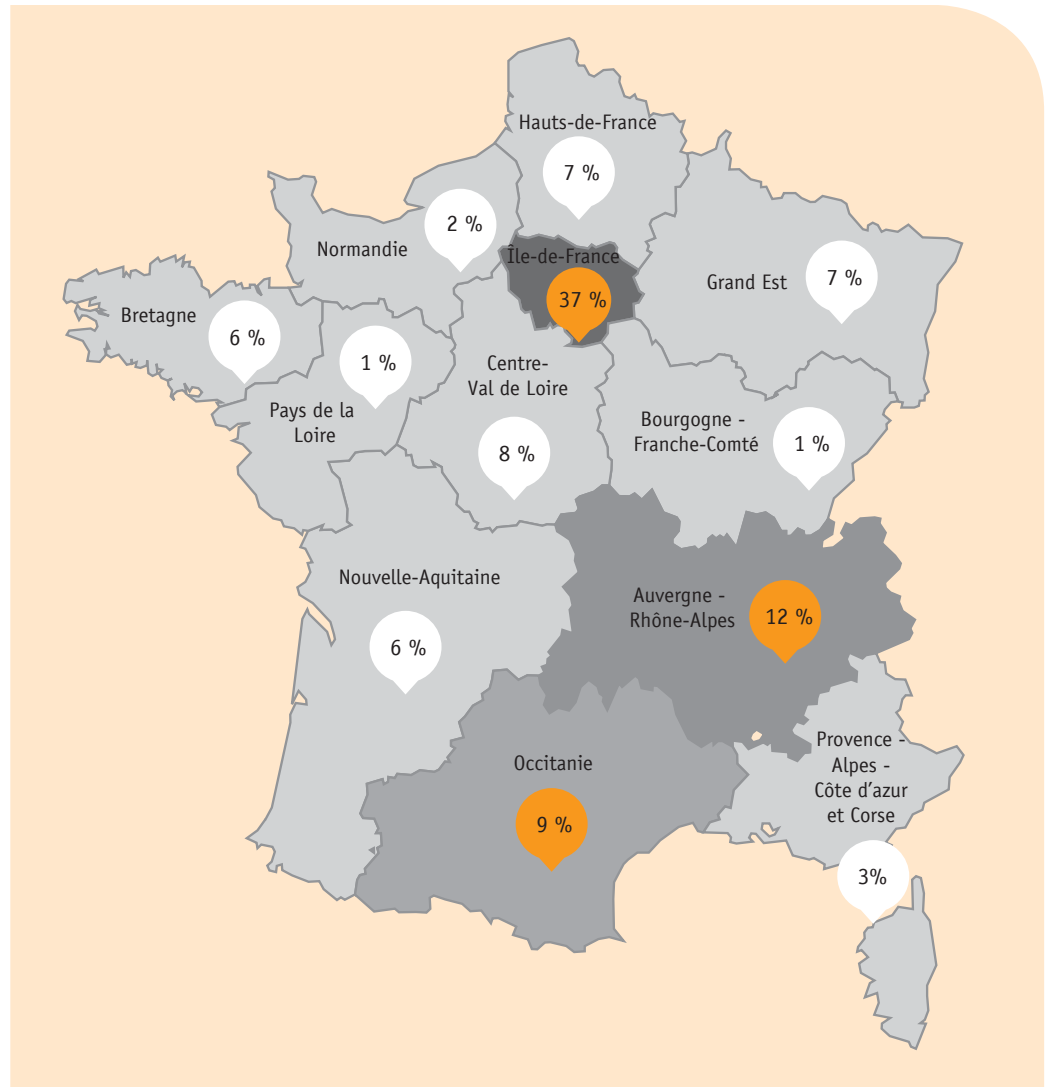 Hauts-de-France
7 %
2 %
Normandie
Île-de-France
37 %
Grand Est
7 %
Bretagne
6 %
1 %
Pays de la
Loire
Centre-
Val de Loire
8 %
Bourgogne -
Franche-Comté
1 %
Nouvelle-Aquitaine
6 %
Auvergne -
Rhône-Alpes
12 %
Occitanie
9 %
Provence -
Alpes -
Côte d'azur
et Corse
3%